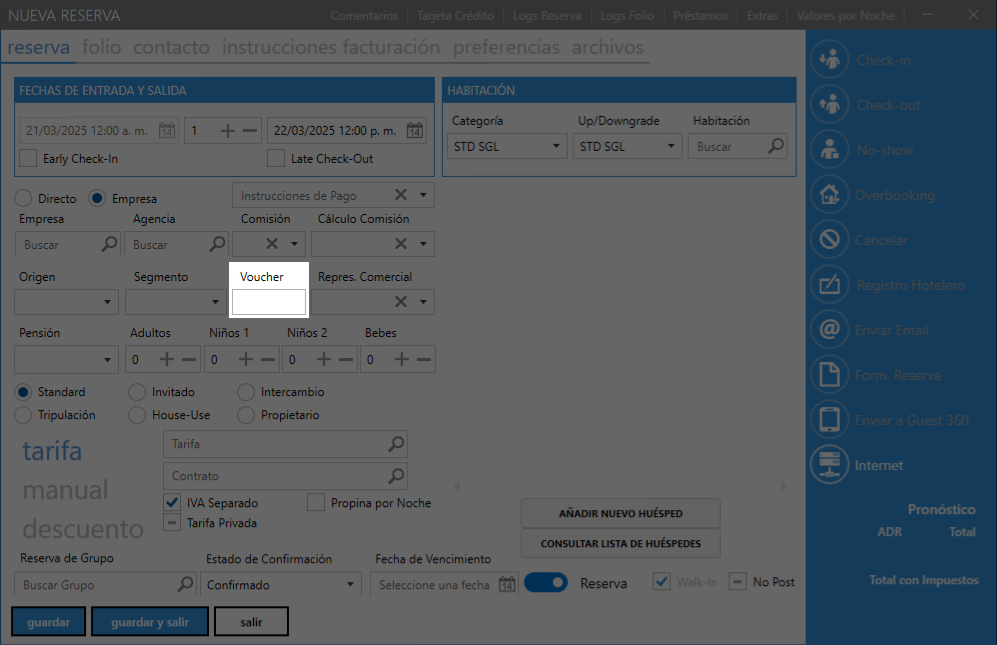 NUEVA RESERVA
Comentarios
Tarjeta Crédito
Logs Reserva
Logs Folio
Préstamos
Extras
Valores por Noche
reserva folio contacto instrucciones facturación preferencias archivos
FECHAS DE ENTRADA Y SALIDA
21/03/2025 12:00 a. m.
14
1
22/03/2025 12:00 p. m.
14
Early Check-In
Late Check-Out
HABITACIÓN
Categoría
Up/Downgrade
Habitación
STD SGL
STD SGL
Buscar
Directo
Empresa
Instrucciones de Pago
Empresa
Agencia
Comisión
Cálculo Comisión
Buscar
Buscar
Origen
Segmento
Voucher
Repres. Comercial
Pensión
Adultos
Niños 1
Niños 2
Bebes
0
0
0
0
Standard
Invitado
Intercambio
Tripulación
House-Use
Propietario
tarifa
manual
descuento
Tarifa
Contrato
IVA Separado
Propina por Noche
Tarifa Privada
AÑADIR NUEVO HUÉSPED
CONSULTAR LISTA DE HUÉSPEDES
Reserva de Grupo
Estado de Confirmación
Fecha de Vencimiento
Buscar Grupo
Confirmado
Seleccione una fecha
14
Reserva
Walk-In
No Post
guardar
guardar y salir
salir
Check-in
Check-out
No-show
Overbooking
Cancelar
Registro Hotelero
Enviar Email
Form. Reserva
Enviar a Guest 360
Internet
Pronóstico
ADR
Total
Total con Impuestos